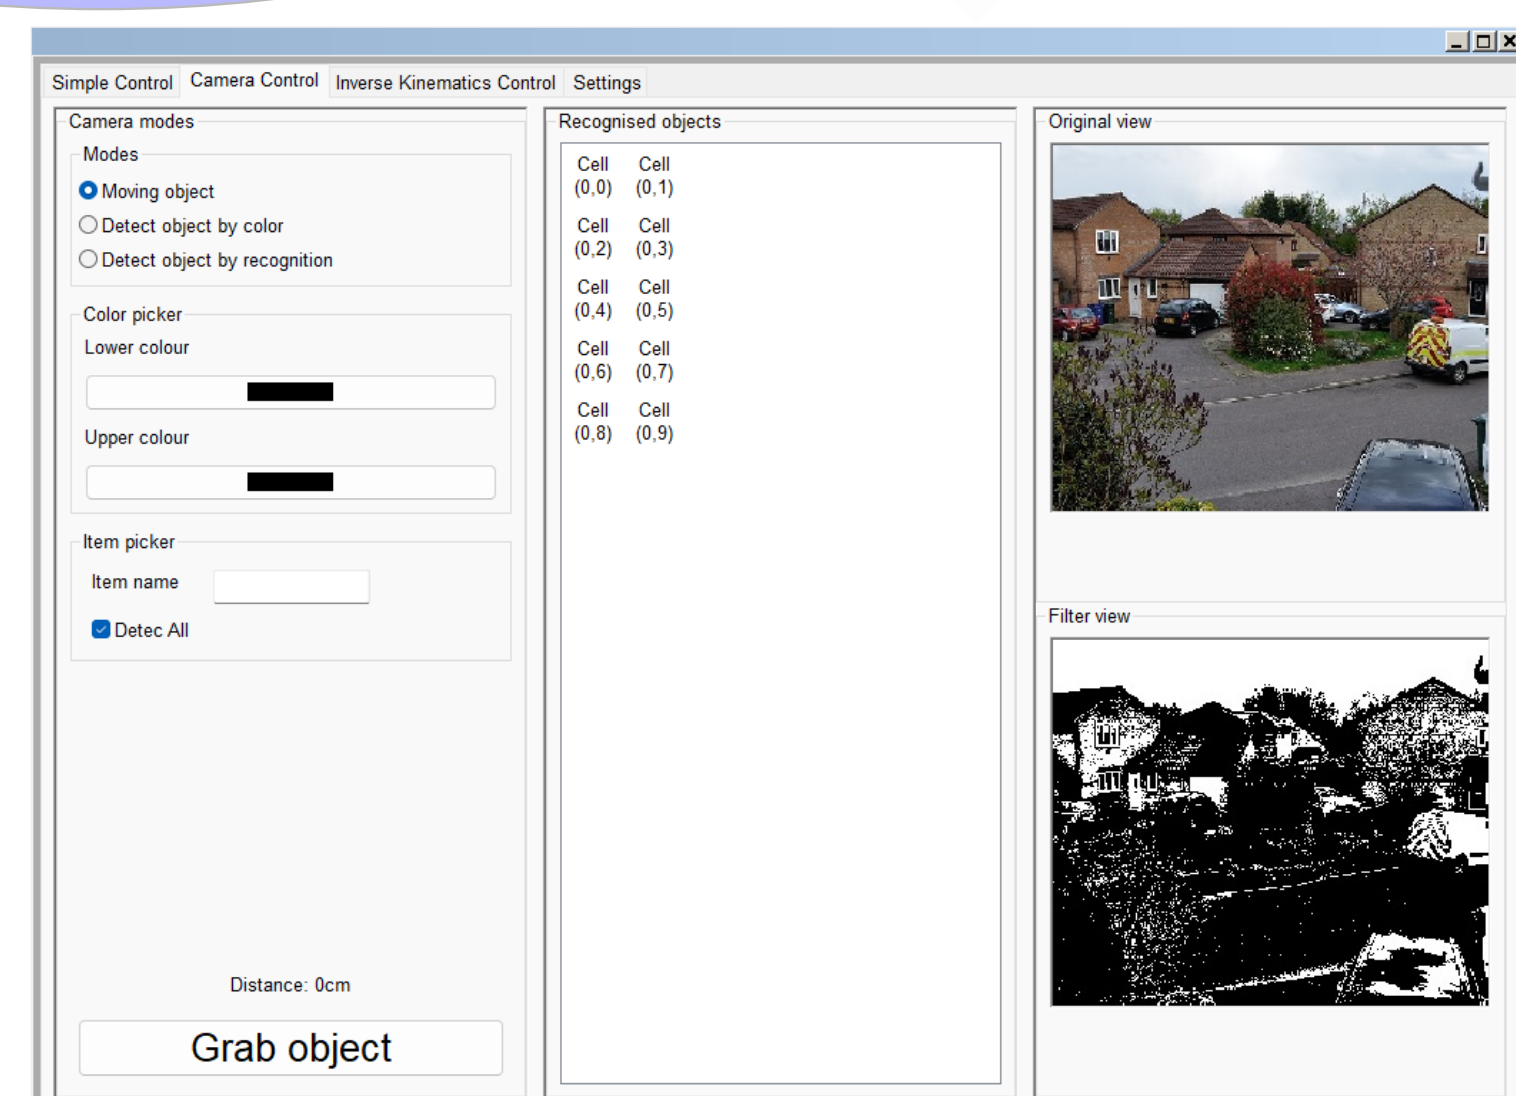 Simple Control Camera Control Inverse Kinematics Control Settings
Camera modes
Modes
Moving object
Detect object by color
Detect object by recognition
Color picker
Lower colour
Upper colour
Item picker
Item name
Detec All
Distance: 0cm
Grab object
Recognised objects
Cell Cell
(0,0) (0,1)
Cell Cell
(0,2) (0,3)
Cell Cell
(0,4) (0,5)
Cell Cell
(0,6) (0,7)
Cell Cell
(0,8) (0,9)
Original view
Filter view